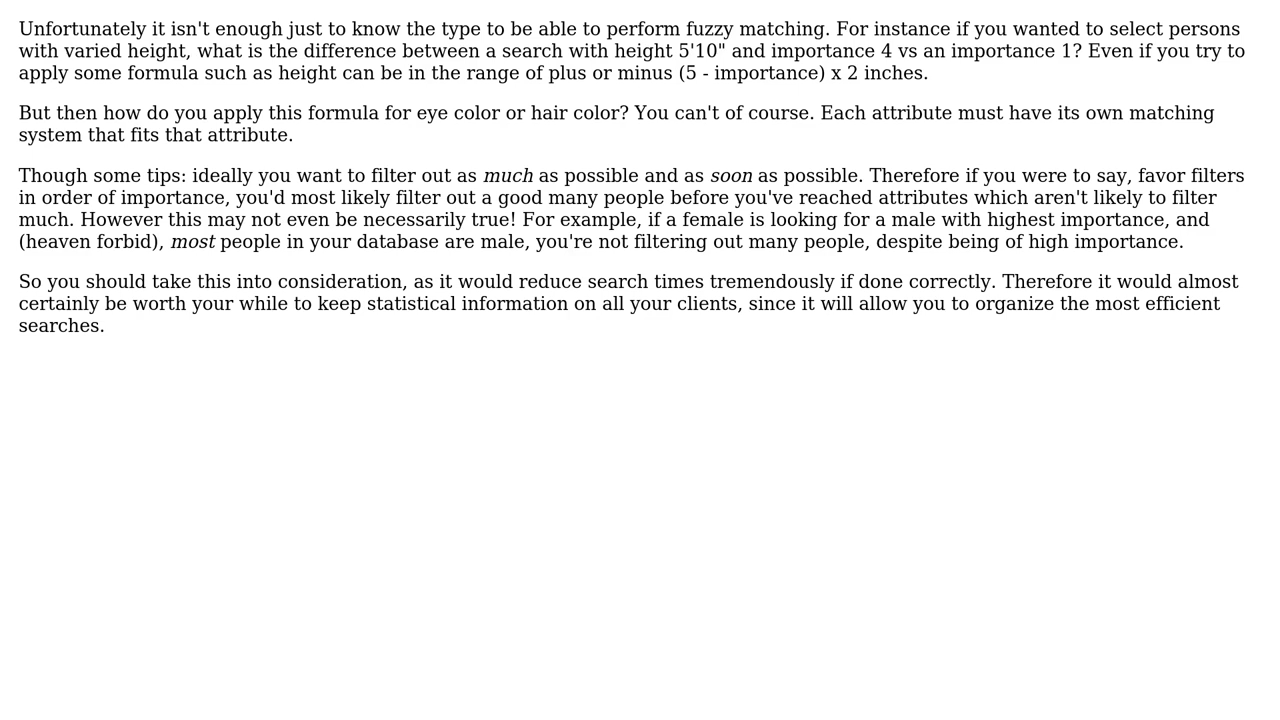 Unfortunately it isn't enough just to know the type to be able to perform fuzzy matching. For instance if you wanted to select persons
with varied height, what is the difference between a search with height 5'10" and importance 4 vs an importance 1? Even if you try to
apply some formula such as height can be in the range of plus or minus (5 - importance) x 2 inches.
But then how do you apply this formula for eye color or hair color? You can't of course. Each attribute must have its own matching
system that fits that attribute.
Though some tips: ideally you want to filter out as much as possible and as soon as possible. Therefore if you were to say, favor filters
in order of importance, you'd most likely filter out a good many people before you've reached attributes which aren't likely to filter
much. However this may not even be necessarily true! For example, if a female is looking for a male with highest importance, and
(heaven forbid), most people in your database are male, you're not filtering out many people, despite being of high importance.
So you should take this into consideration, as it would reduce search times tremendously if done correctly. Therefore it would almost
certainly be worth your while to keep statistical information on all your clients, since it will allow you to organize the most efficient
searches.